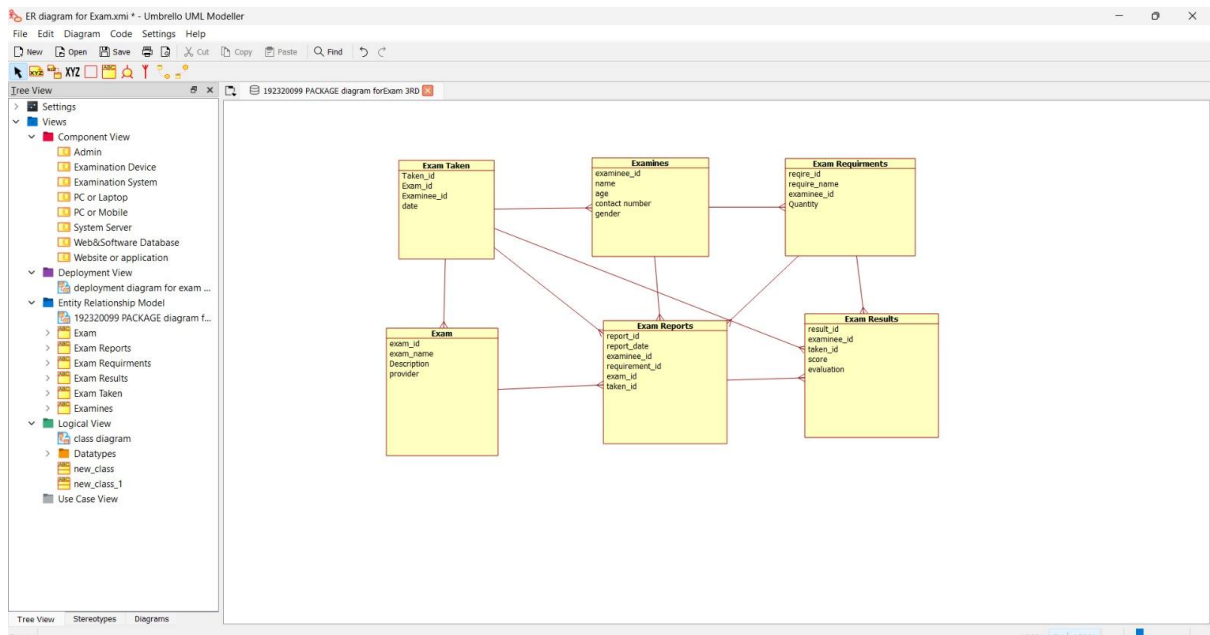 ER diagram for Exam.xmi * - Umbrello UML Modeller
File Edit Diagram Code Settings Help
New Open Save Cut Copy Paste Find
XYZ XYZ XYZ ABC
Tree View
192320099 PACKAGE diagram forExam 3RD
Settings
Views
Component View
Admin
Examination Device
Examination System
PC or Laptop
PC or Mobile
System Server
Web&Software Database
Website or application
Deployment View
deployment diagram for exam ...
Entity Relationship Model
192320099 PACKAGE diagram f...
Exam
Exam Reports
Exam Requirments
Exam Results
Exam Taken
Examines
Logical View
class diagram
Datatypes
new_class
new_class_1
Use Case View
Tree View Stereotypes Diagrams
Exam Taken
Taken_id
Exam_id
Examinee_id
date
Examines
examinee_id
name
age
contact number
gender
Exam Requirments
reqire_id
require_name
examinee_id
Quantity
Exam
exam_id
exam_name
Description
provider
Exam Reports
report_id
report_date
examinee_id
requirement_id
exam_id
taken_id
Exam Results
result_id
examinee_id
taken_id
score
evaluation